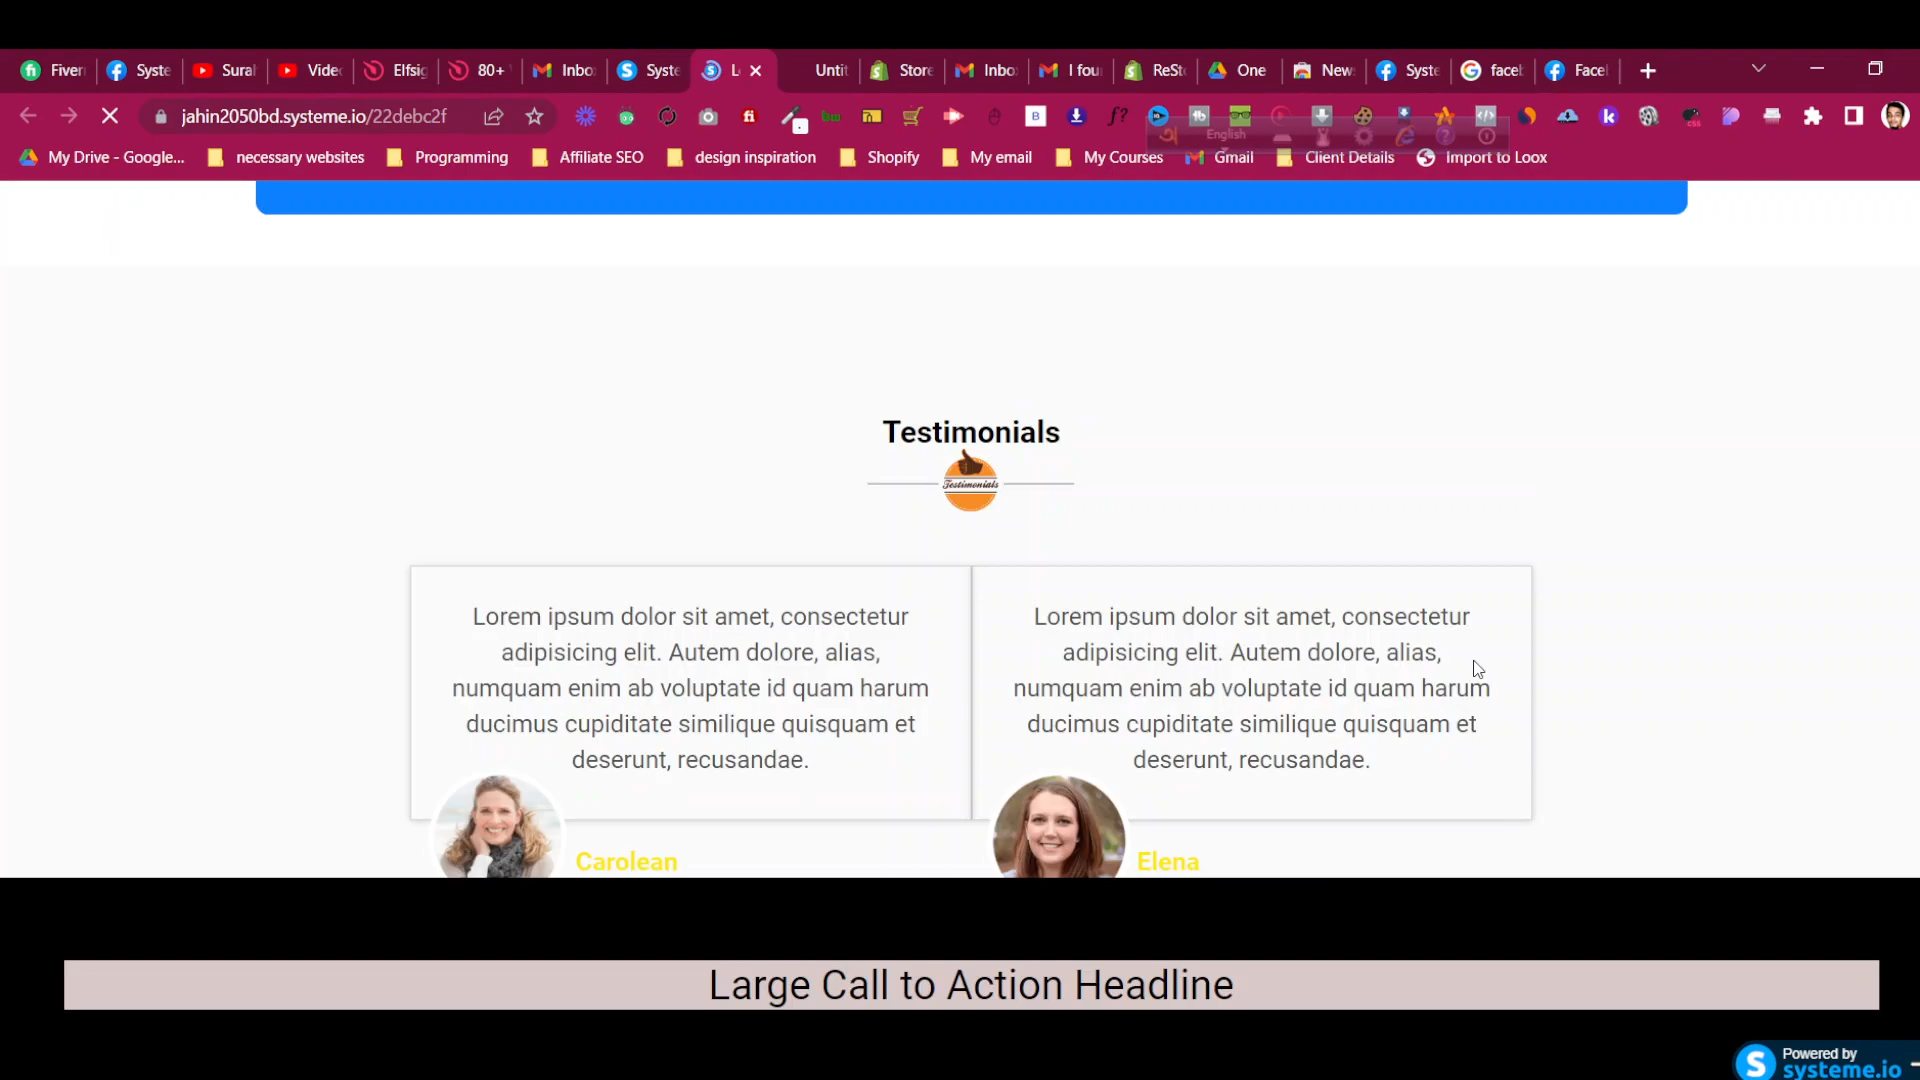 Fiver
Syste
Sural
Video
Elfsig
80+
Inbo
Syste
L
Untit
Store
Inbo
I fou
ReSto
One
New
Syste
facel
Facel
jahin2050bd.systeme.io/22debc2f
English
My Drive - Google...
necessary websites
Programming
Affiliate SEO
design inspiration
Shopify
My email
My Courses
Gmail
Client Details
Import to Loox
Testimonials
Testimonials
Lorem ipsum dolor sit amet, consectetur
adipisicing elit. Autem dolore, alias,
numquam enim ab voluptate id quam harum
ducimus cupiditate similique quisquam et
deserunt, recusandae.
Carolean
Lorem ipsum dolor sit amet, consectetur
adipisicing elit. Autem dolore, alias,
numquam enim ab voluptate id quam harum
ducimus cupiditate similique quisquam et
deserunt, recusandae.
Elena
Large Call to Action Headline
Powered by
systeme.io